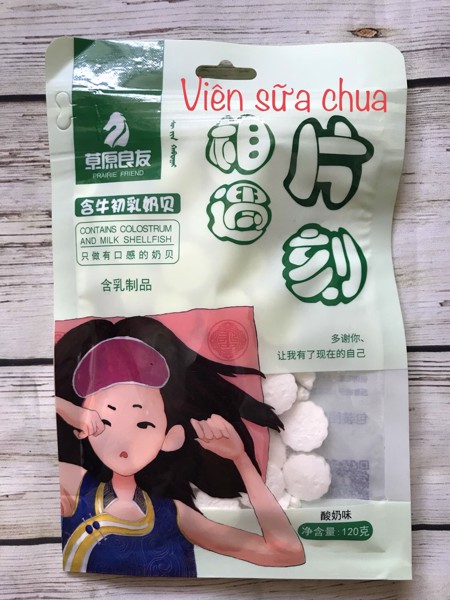 Viên sữa chua
草原良友
PRAIRIE FRIEND
相遇
片刻
含牛初乳奶贝
CONTAINS COLOSTRUM
AND MILK SHELLFISH
只做有口感的奶贝
含乳制品
多谢你、
让我有了现在的自己
酸奶味
净含量:120克